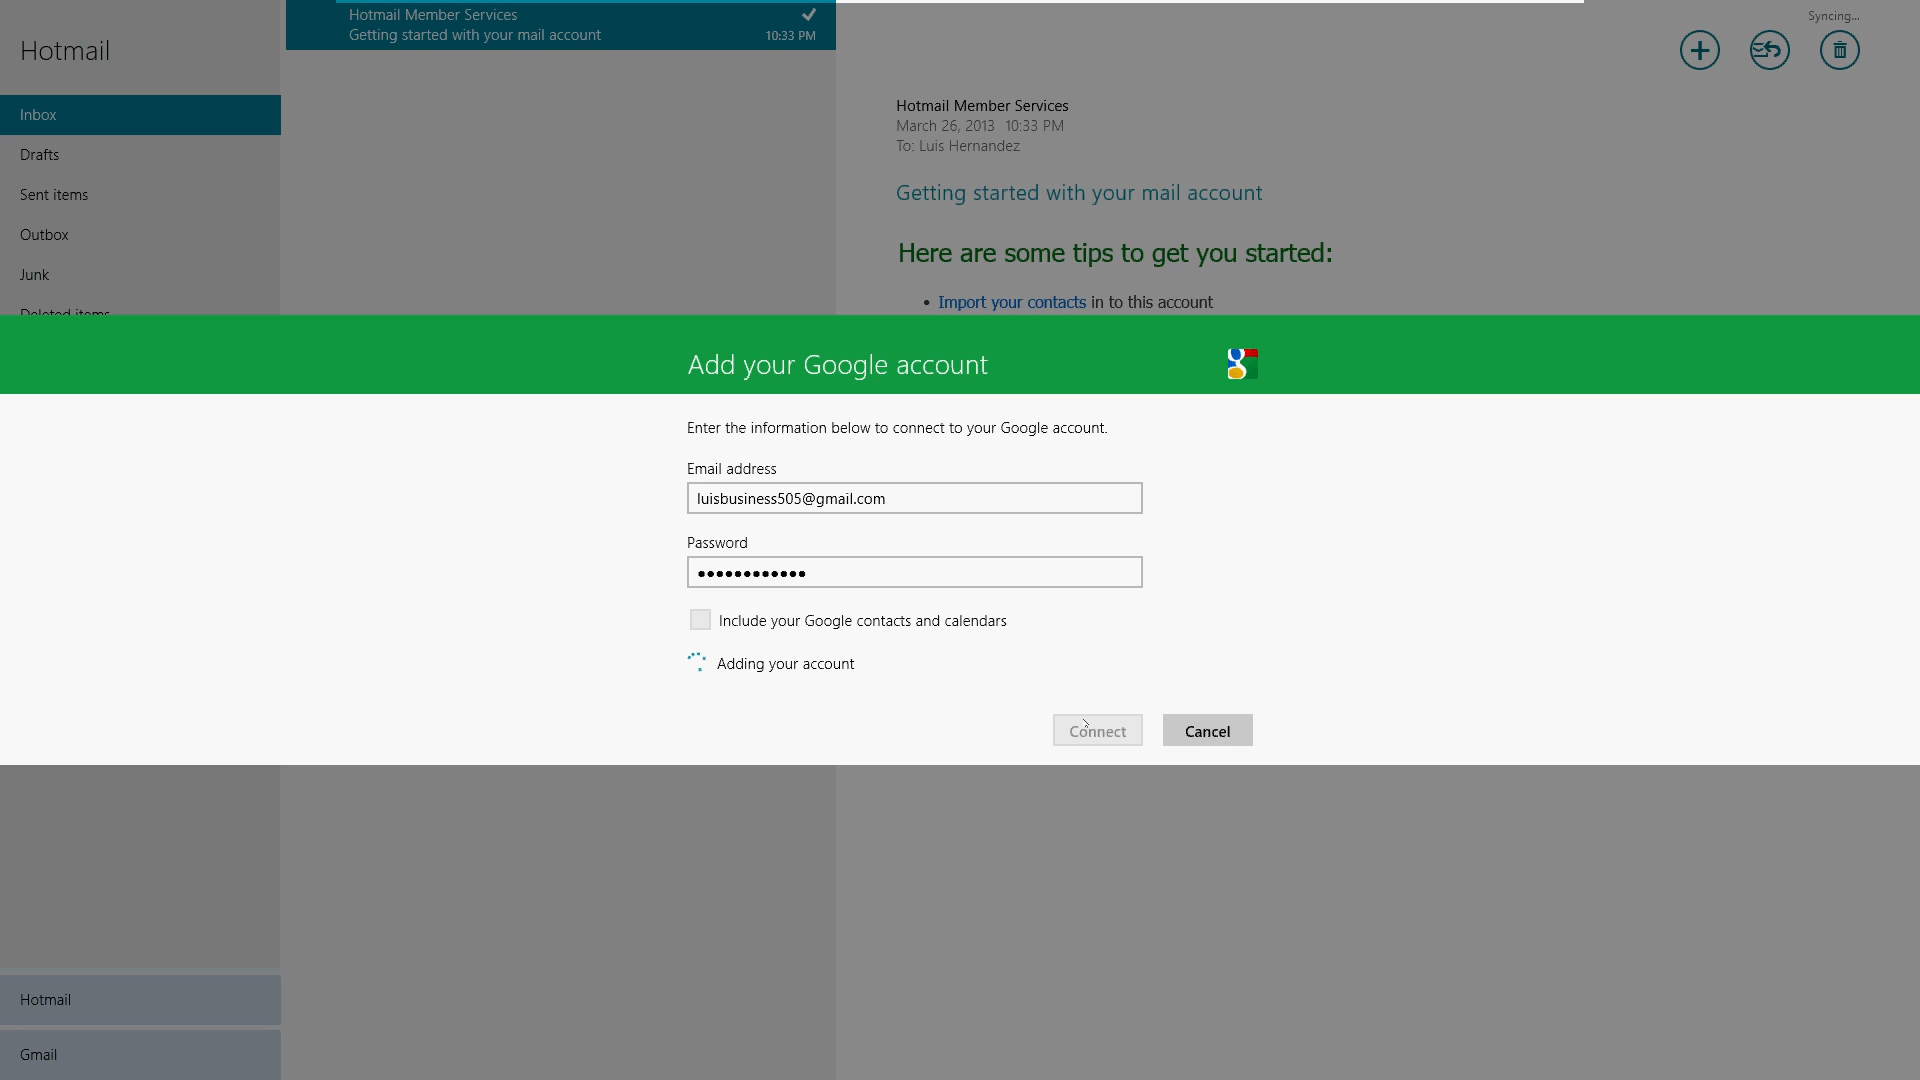 Hotmail
Inbox
Drafts
Sent items
Outbox
Junk
Deleted items
Hotmail
Gmail
Hotmail Member Services
Getting started with your mail account
10:33 PM
Syncing...
Hotmail Member Services
March 26, 2013 10:33 PM
To: Luis Hernandez
Getting started with your mail account
Here are some tips to get you started:
• Import your contacts in to this account
Add your Google account
Enter the information below to connect to your Google account.
Email address
luisbusiness505@gmail.com
Password
Include your Google contacts and calendars
Adding your account
Connect
Cancel